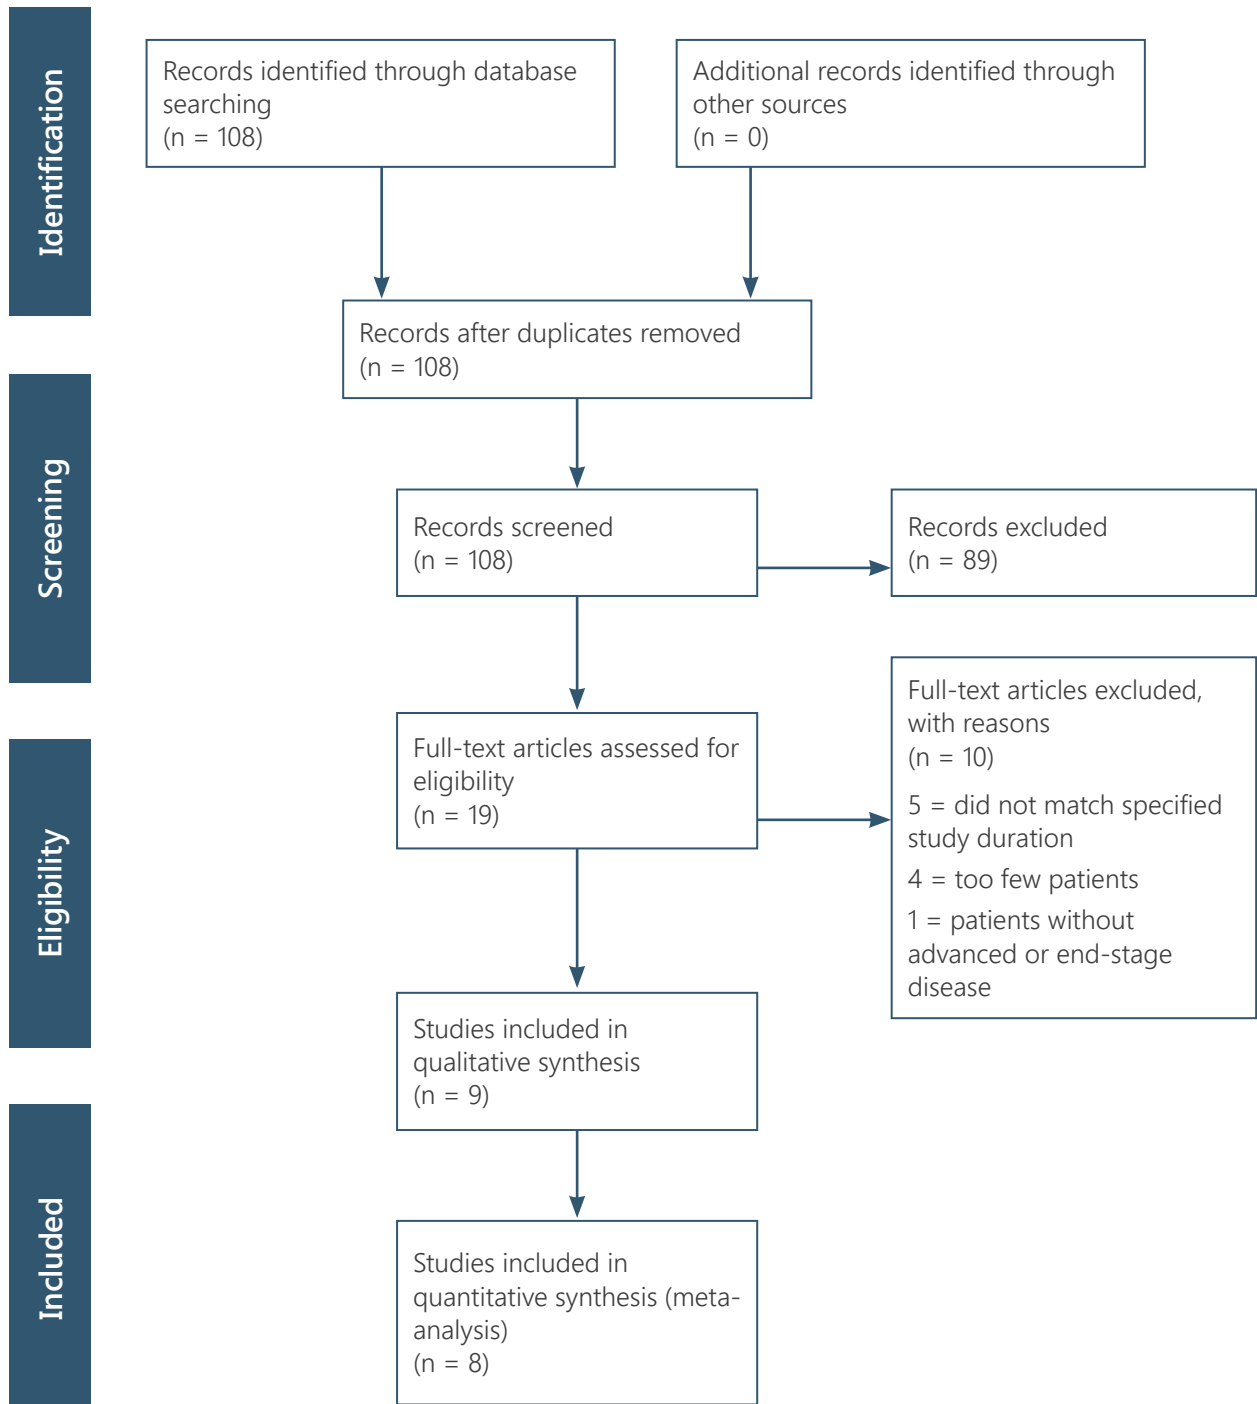 Identification
Records identified through database
searching
(n = 108)
Additional records identified through
other sources
(n = 0)
Records after duplicates removed
(n = 108)
Screening
Records screened
(n = 108)
Records excluded
(n = 89)
Eligibility
Full-text articles assessed for
eligibility
(n = 19)
Full-text articles excluded,
with reasons
(n = 10)
5 = did not match specified
study duration
4 = too few patients
1 = patients without
advanced or end-stage
disease
Studies included in
qualitative synthesis
(n = 9)
Included
Studies included in
quantitative synthesis (meta-
analysis)
(n = 8)